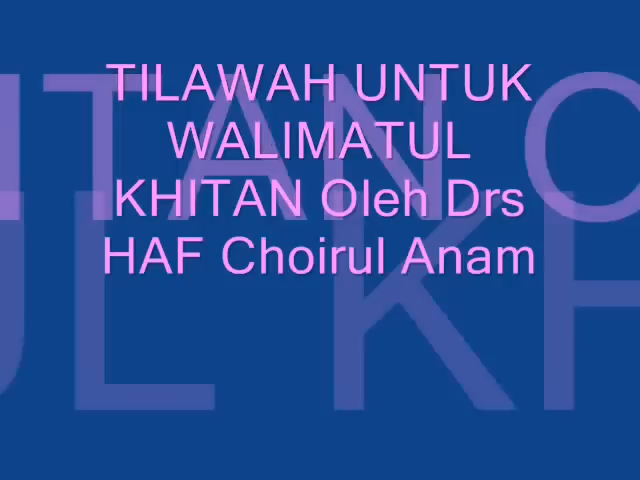 TILAWAH UNTUK
WALIMATUL
KHITAN Oleh Drs
HAF Choirul Anam